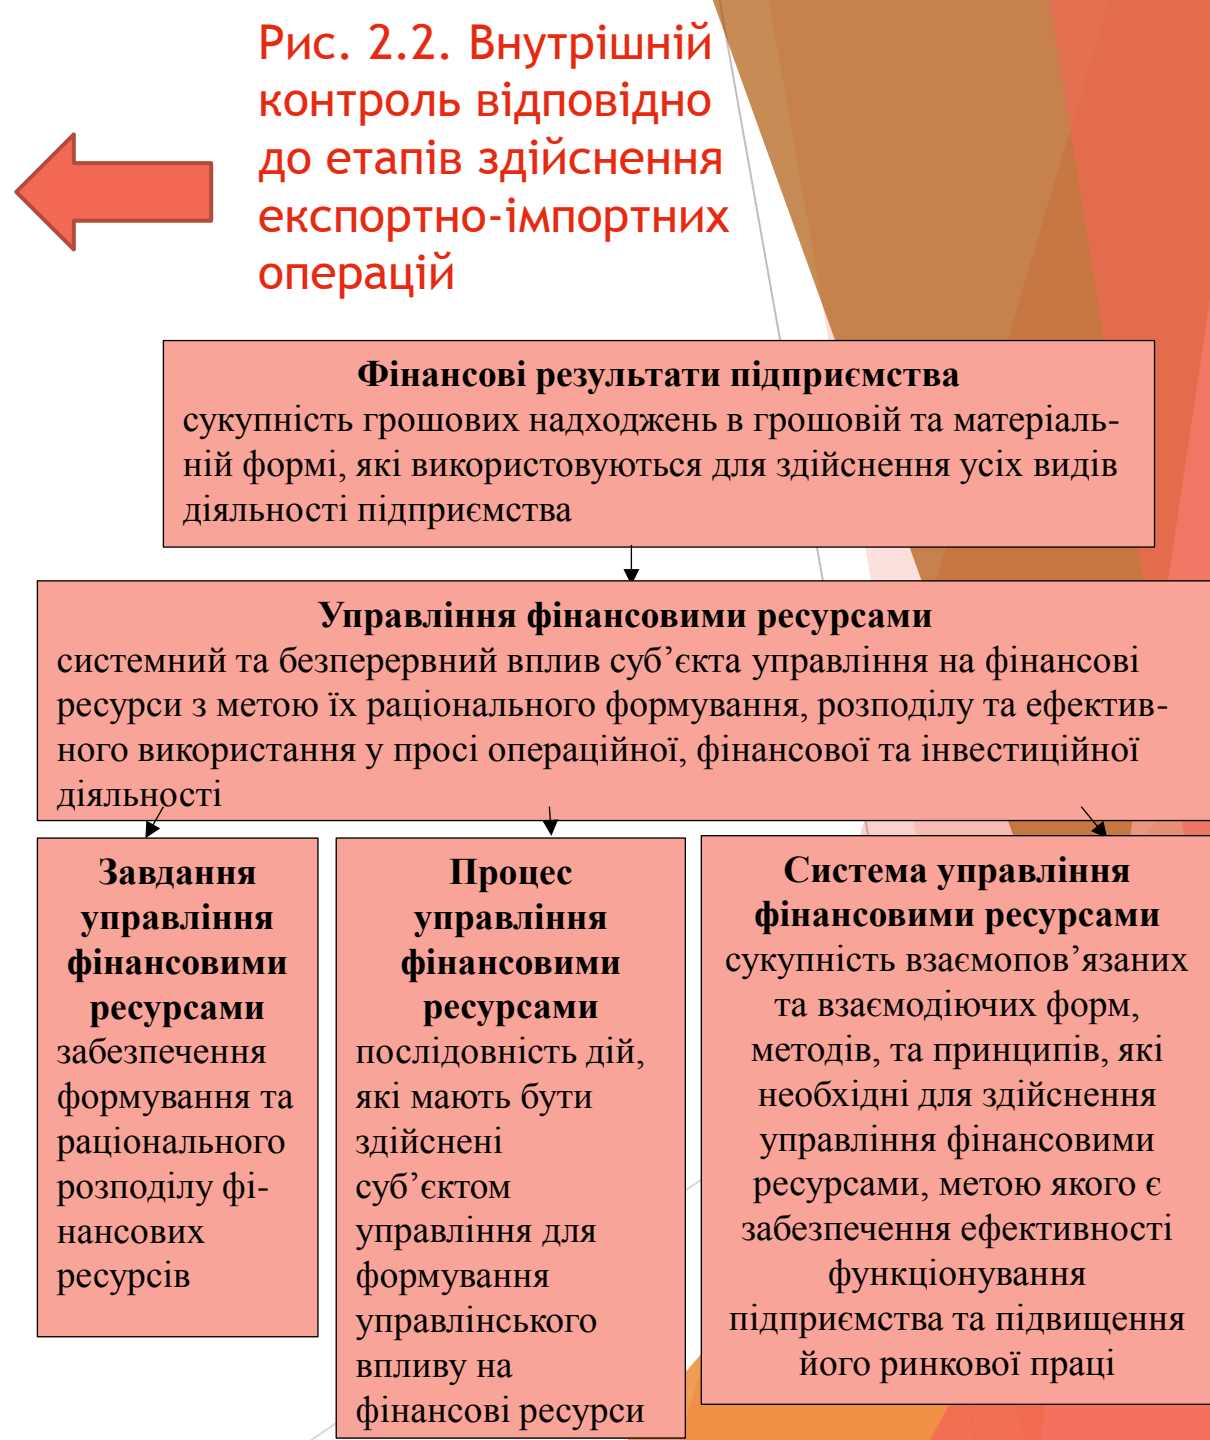 Рис. 2.2. Внутрішній
контроль відповідно
до етапів здійснення
експортно-імпортних
операцій
Фінансові результати підприємства
сукупність грошових надходжень в грошовій та матеріаль-
ній формі, які використовуються для здійснення усіх видів
діяльності підприємства
Управління фінансовими ресурсами
системний та безперервний вплив суб’єкта управління на фінансові
ресурси з метою їх раціонального формування, розподілу та ефектив-
ного використання у просі операційної, фінансової та інвестиційної
діяльності
Завдання
управління
фінансовими
ресурсами
забезпечення
формування та
раціонального
розподілу фі-
нансових
ресурсів
Процес
управління
фінансовими
ресурсами
послідовність дій,
які мають бути
здійснені
суб’єктом
управління для
формування
управлінського
впливу на
фінансові ресурси
Система управління
фінансовими ресурсами
сукупність взаємопов’язаних
та взаємодіючих форм,
методів, та принципів, які
необхідні для здійснення
управління фінансовими
ресурсами, метою якого є
забезпечення ефективності
функціонування
підприємства та підвищення
його ринкової праці